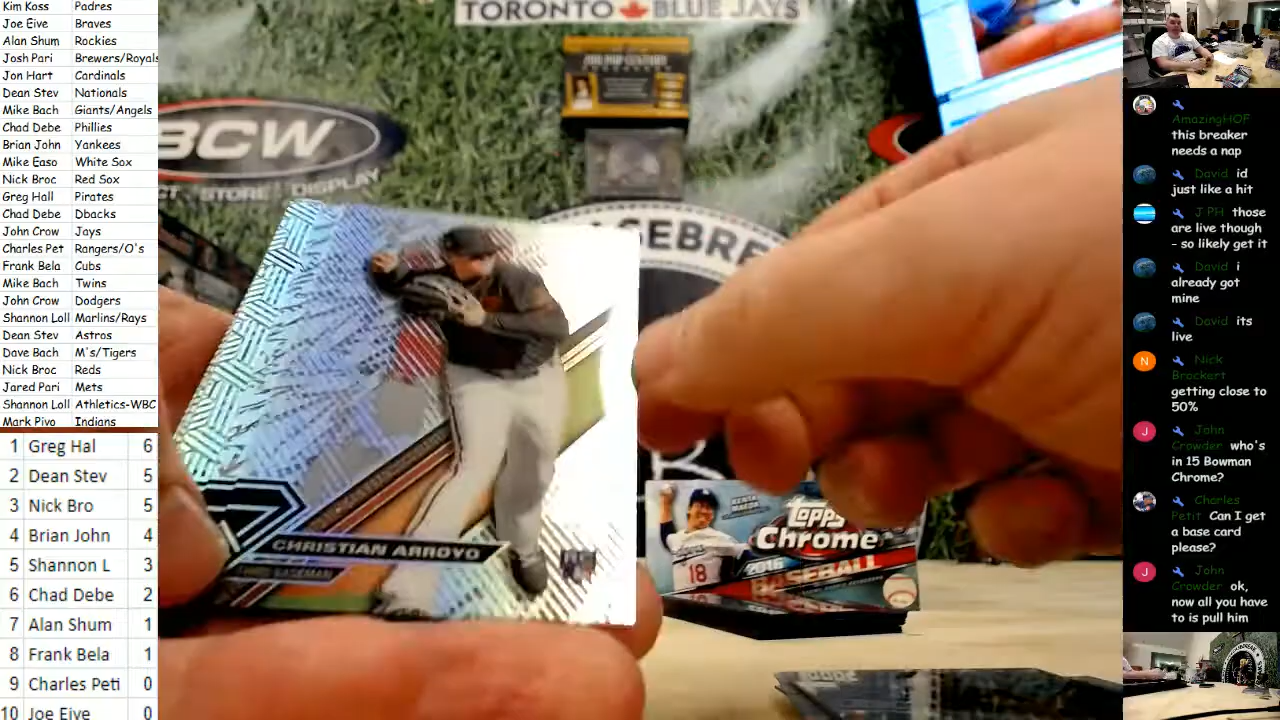 Kim Koss Padres
Joe Eive Braves
Alan Shum Rockies
Josh Pari Brewers/Royals
Jon Hart Cardinals
Dean Stev Nationals
Mike Bach Giants/Angels
Chad Debe Phillies
Brian John Yankees
Mike Easo White Sox
Nick Broc Red Sox
Greg Hall Pirates
Chad Debe Dbacks
John Crow Jays
Charles Pet Rangers/O's
Frank Bela Cubs
Mike Bach Twins
John Crow Dodgers
Shannon Loll Marlins/Rays
Dean Stev Astros
Dave Bach M's/Tigers
Nick Broc Reds
Jared Pari Mets
Shannon Loll Athletics-WBC
Mark Pivo Indians
1 Greg Hal 6
2 Dean Stev 5
3 Nick Bro 5
4 Brian John 4
5 Shannon L 3
6 Chad Debe 2
7 Alan Shum 1
8 Frank Bela 1
9 Charles Peti 0
10 Joe Eive 0
TORONTO BLUE JAYS
BCW
CT · STORE · DISPLAY
SEBRE
CHRISTIAN ARROYO
THIRD BASEMAN
KENTA
MAEDA
Topps
Chrome
2016
BASEBALL
18
AmazingHOF
this breaker
needs a nap
David id
just like a hit
J PH those
are live though
- so likely get it
David i
already got
mine
David its
live
N
Nick
Brockert
getting close to
50%
J
John
Crowder who's
in 15 Bowman
Chrome?
Charles
Petit Can I get
a base card
please?
J
John
Crowder ok,
now all you have
to is pull him